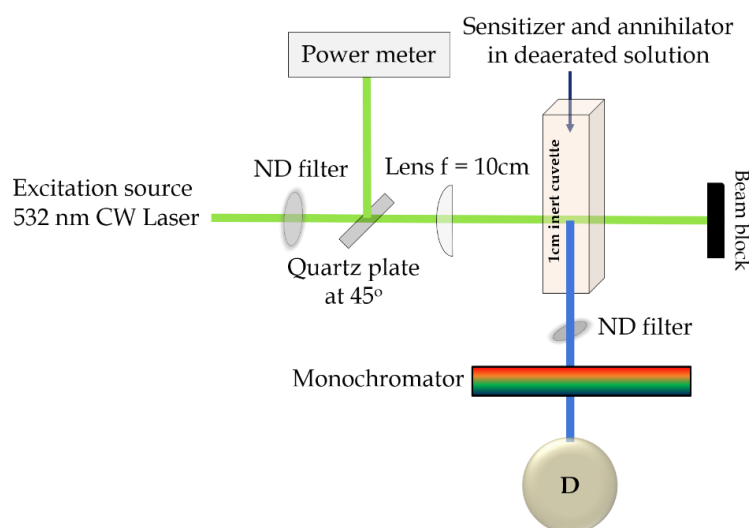 Sensitizer and annihilator
in deaerated solution
Power meter
ND filter
Lens f = 10cm
Excitation source
532 nm CW Laser
1cm inert cuvette
Beam block
Quartz plate
at 45º
ND filter
Monochromator
D